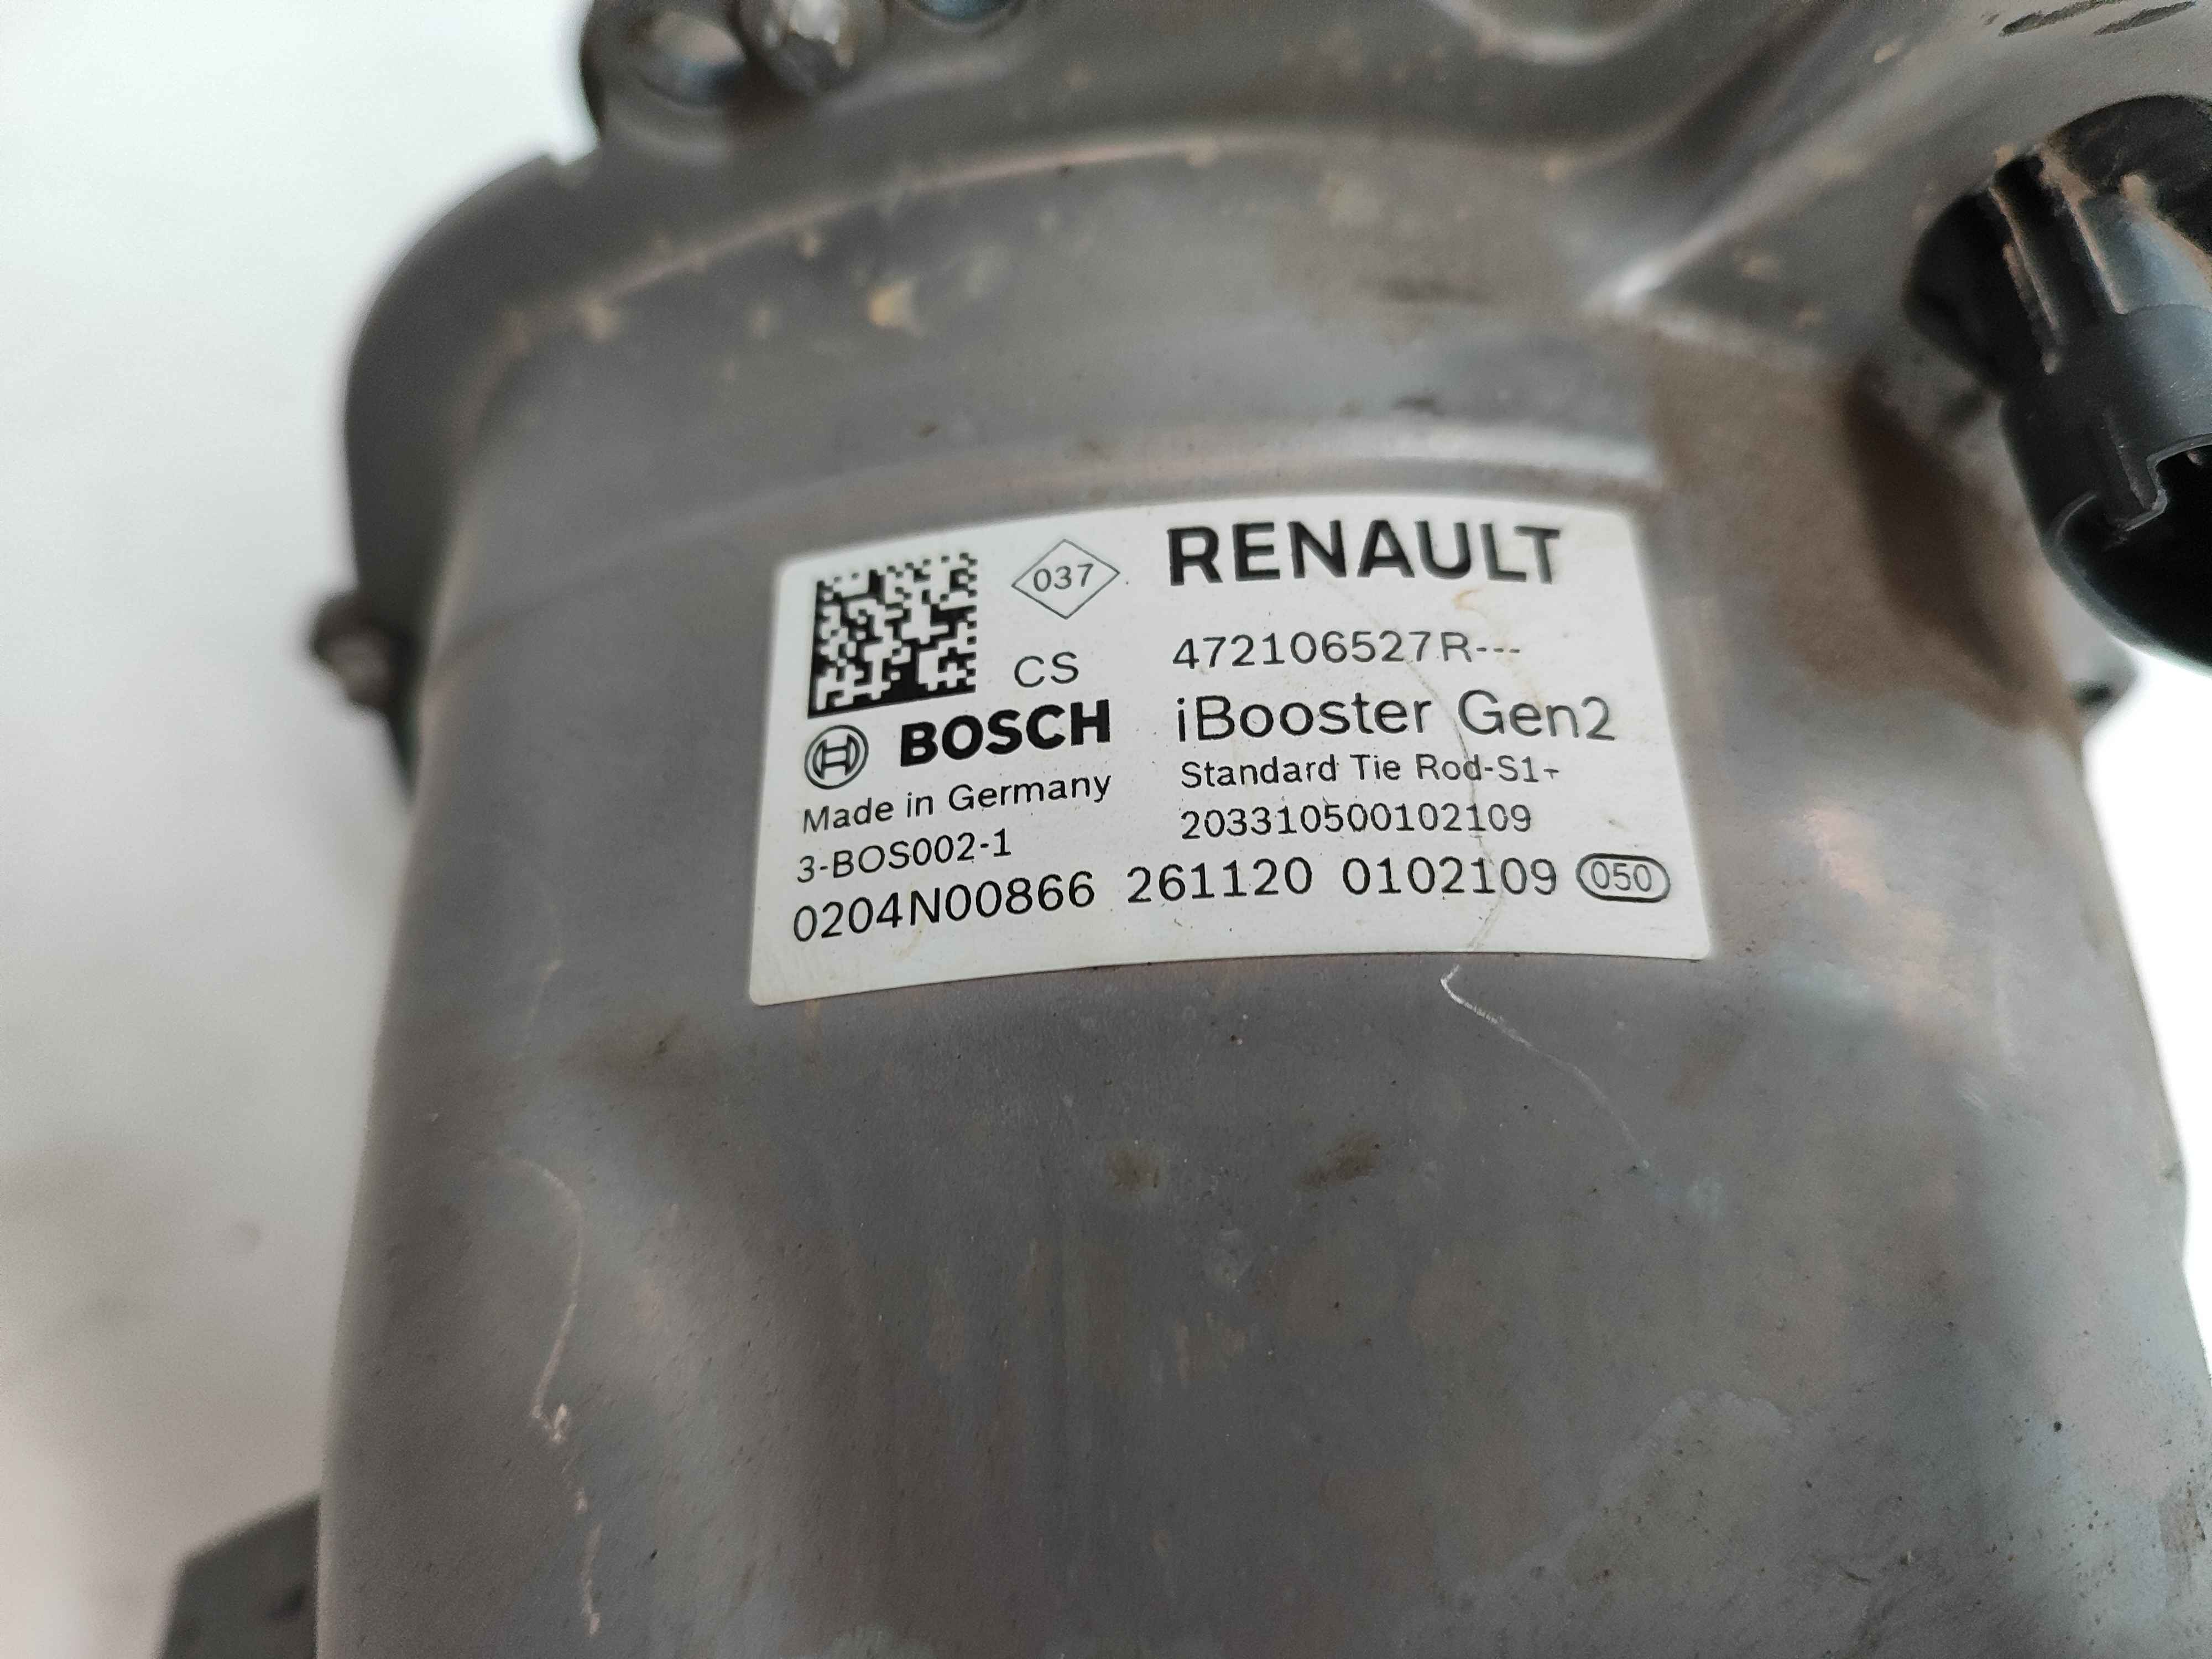 037
RENAULT
CS
472106527R---
BOSCH
iBooster Gen2
Made in Germany
Standard Tie Rod-S1+
3-BOS002-1
203310500102109
0204N00866 261120 0102109 050